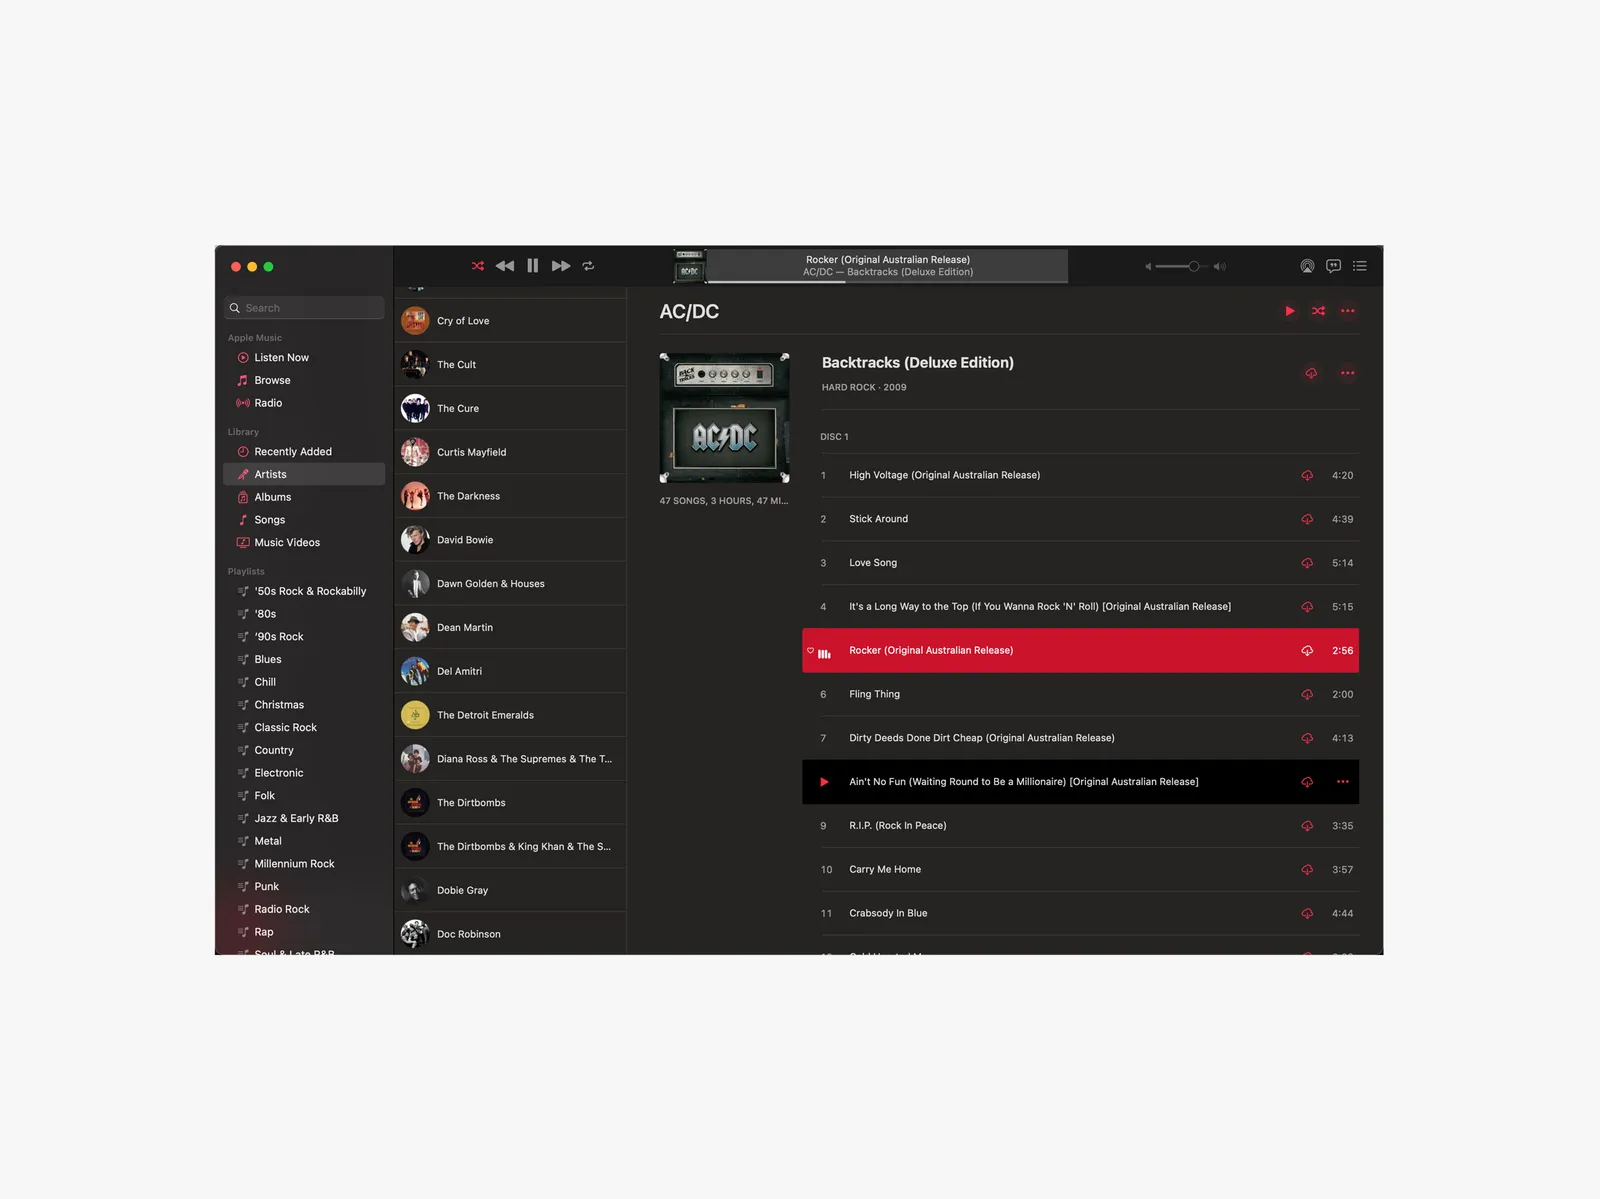 Rocker (Original Australian Release)
AC/DC — Backtracks (Deluxe Edition)
Search
Apple Music
Listen Now
Browse
Radio
Library
Recently Added
Artists
Albums
Songs
Music Videos
Playlists
'50s Rock & Rockabilly
'80s
'90s Rock
Blues
Chill
Christmas
Classic Rock
Country
Electronic
Folk
Jazz & Early R&B
Metal
Millennium Rock
Punk
Radio Rock
Rap
Soul & Late R&B
Cry of Love
The Cult
The Cure
Curtis Mayfield
The Darkness
David Bowie
Dawn Golden & Houses
Dean Martin
Del Amitri
The Detroit Emeralds
Diana Ross & The Supremes & The T...
The Dirtbombs
The Dirtbombs & King Khan & The S...
Dobie Gray
Doc Robinson
AC/DC
BACK TRACKS
AC DC
47 SONGS, 3 HOURS, 47 MI...
Backtracks (Deluxe Edition)
HARD ROCK · 2009
DISC 1
1 High Voltage (Original Australian Release) 4:20
2 Stick Around 4:39
3 Love Song 5:14
4 It's a Long Way to the Top (If You Wanna Rock 'N' Roll) [Original Australian Release] 5:15
Rocker (Original Australian Release) 2:56
6 Fling Thing 2:00
7 Dirty Deeds Done Dirt Cheap (Original Australian Release) 4:13
Ain't No Fun (Waiting Round to Be a Millionaire) [Original Australian Release]
9 R.I.P. (Rock In Peace) 3:35
10 Carry Me Home 3:57
11 Crabsody In Blue 4:44